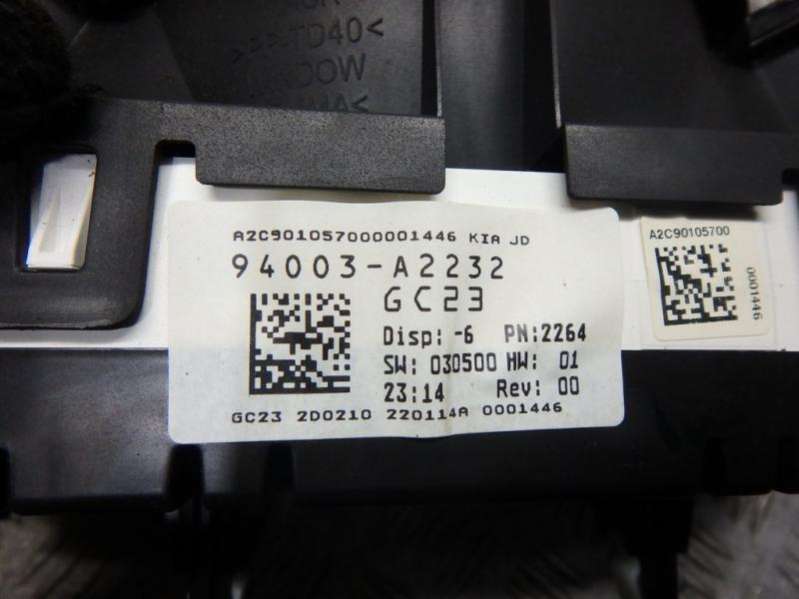 >TD40<
A2C901057000001446 KIA JD
94003-A2232
GC23
Disp: -6 PN:2264
SW: 030500 HW: 01
23:14 Rev: 00
GC23 2D0210 220114A 0001446
A2C90105700
0001446